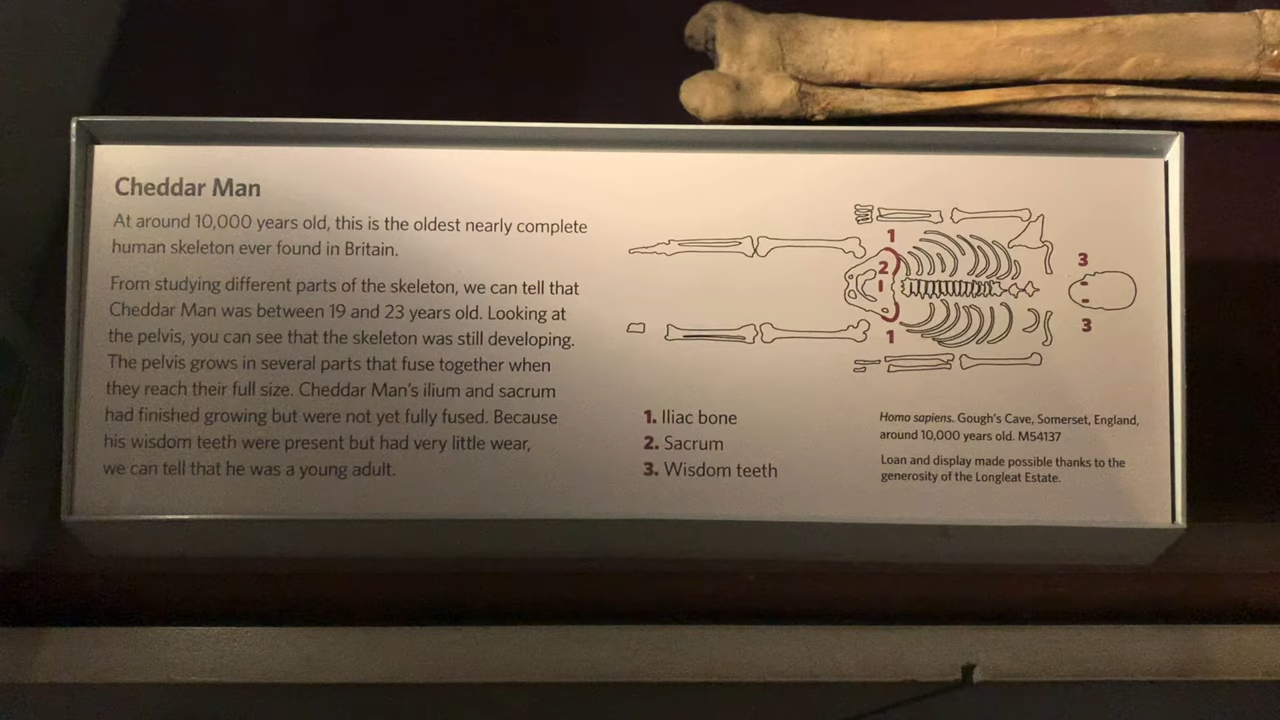 Cheddar Man
At around 10,000 years old, this is the oldest nearly complete
human skeleton ever found in Britain.
From studying different parts of the skeleton, we can tell that
Cheddar Man was between 19 and 23 years old. Looking at
the pelvis, you can see that the skeleton was still developing.
The pelvis grows in several parts that fuse together when
they reach their full size. Cheddar Man's ilium and sacrum
had finished growing but were not yet fully fused. Because
his wisdom teeth were present but had very little wear,
we can tell that he was a young adult.
1
2
1
3
3
1. Iliac bone
2. Sacrum
3. Wisdom teeth
Homo sapiens. Gough's Cave, Somerset, England,
around 10,000 years old. M54137
Loan and display made possible thanks to the
generosity of the Longleat Estate.